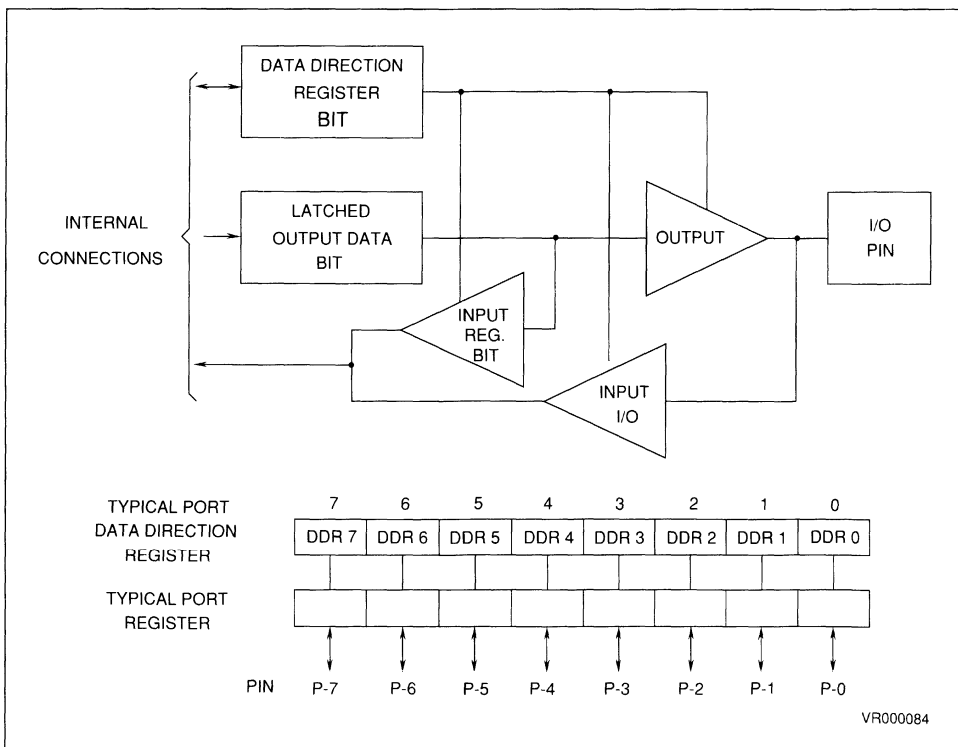 DATA DIRECTION
REGISTER
BIT
LATCHED
OUTPUT DATA
BIT
INTERNAL
CONNECTIONS
OUTPUT
I/O
PIN
INPUT
REG.
BIT
INPUT
I/O
7 6 5 4 3 2 1 0
TYPICAL PORT
DATA DIRECTION
REGISTER
DDR 7 DDR 6 DDR 5 DDR 4 DDR 3 DDR 2 DDR 1 DDR 0
TYPICAL PORT
REGISTER
PIN P-7 P-6 P-5 P-4 P-3 P-2 P-1 P-0
VR000084